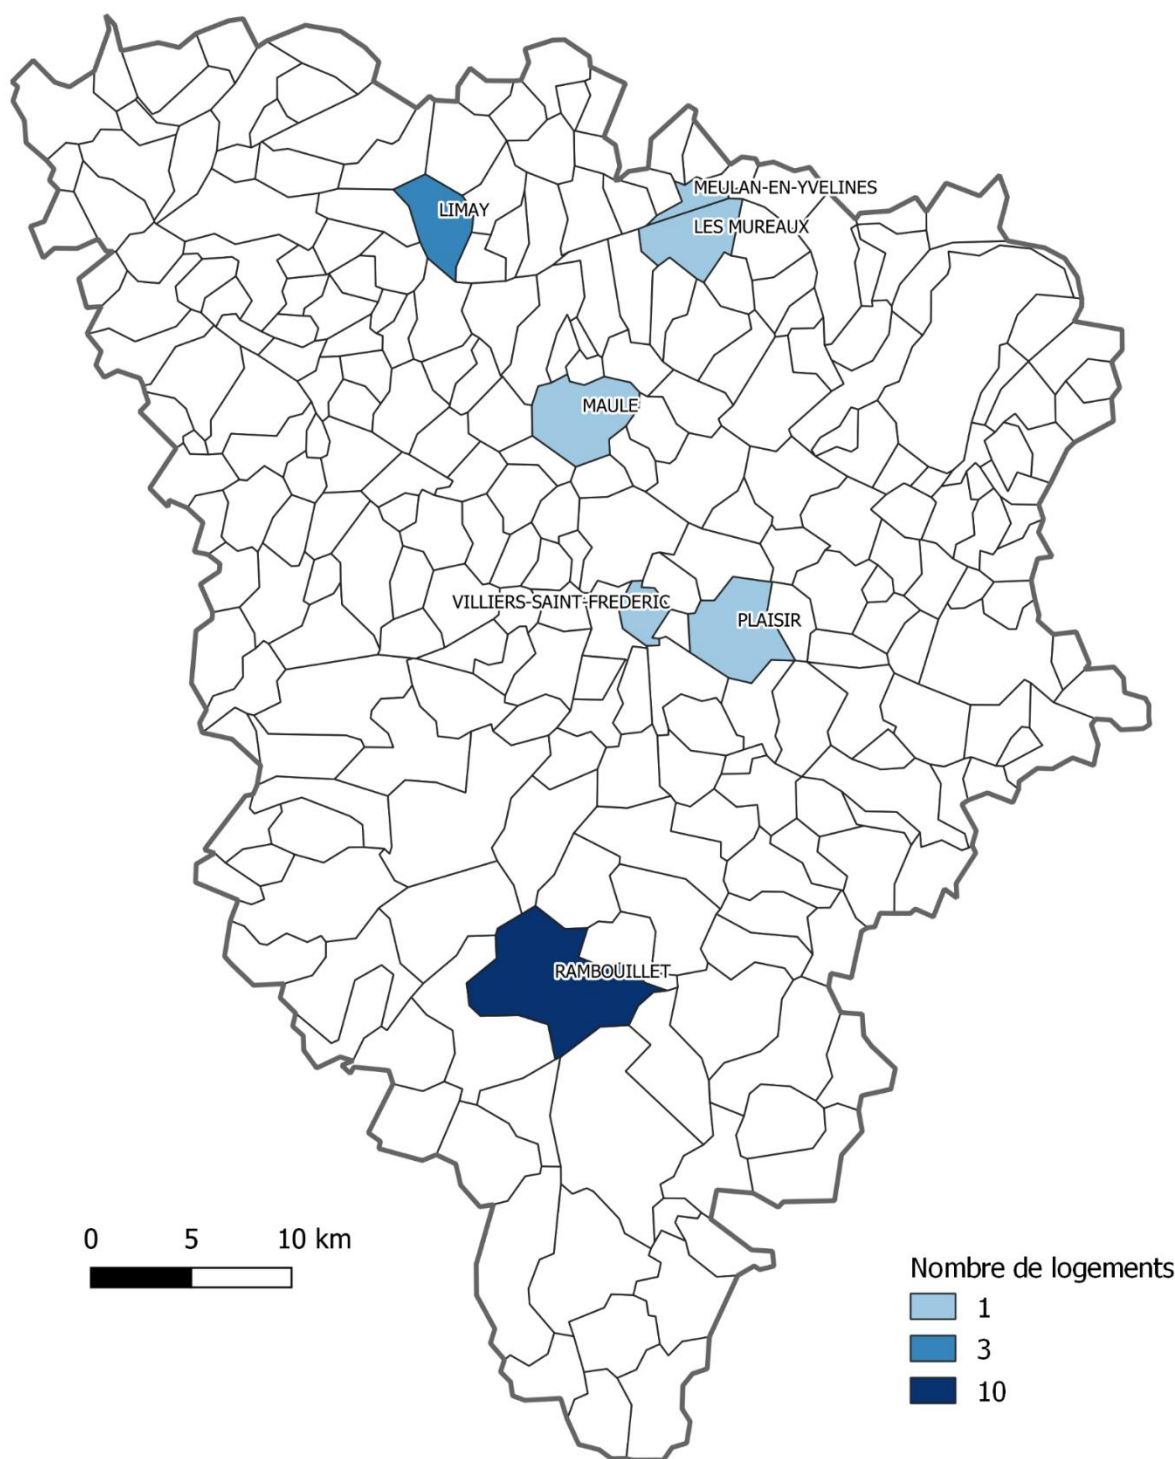 MEULAN-EN-YVELINES
LIMAY
LES MUREAUX
MAULE
VILLIERS-SAINT-FREDERIC
PLAISIR
RAMBOUILLET
0 5 10 km
Nombre de logements
1
3
10